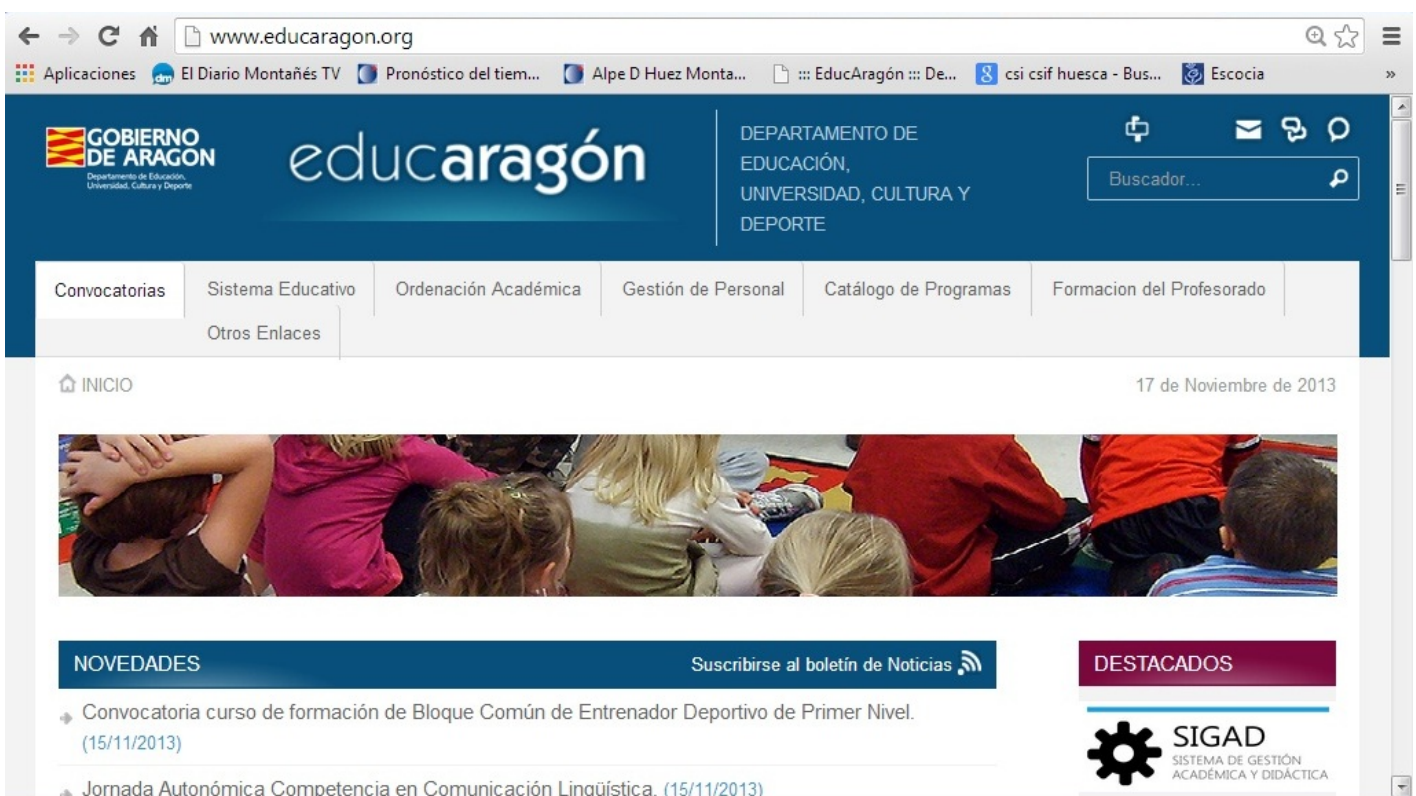 www.educaragon.org
Aplicaciones El Diario Montañés TV Pronóstico del tiem... Alpe D Huez Monta... ::: EducAragón ::: De... csi csif huesca - Bus... Escocia »
GOBIERNO
DE ARAGON
Departamento de Educación,
Universidad, Cultura y Deporte
educaragón
DEPARTAMENTO DE
EDUCACIÓN,
UNIVERSIDAD, CULTURA Y
DEPORTE
Buscador...
Convocatorias Sistema Educativo Ordenación Académica Gestión de Personal Catálogo de Programas Formacion del Profesorado
Otros Enlaces
INICIO 17 de Noviembre de 2013
NOVEDADES Suscribirse al boletín de Noticias
DESTACADOS
Convocatoria curso de formación de Bloque Común de Entrenador Deportivo de Primer Nivel.
(15/11/2013)
Jornada Autonómica Competencia en Comunicación Lingüística. (15/11/2013)
SIGAD
SISTEMA DE GESTIÓN
ACADÉMICA Y DIDÁCTICA